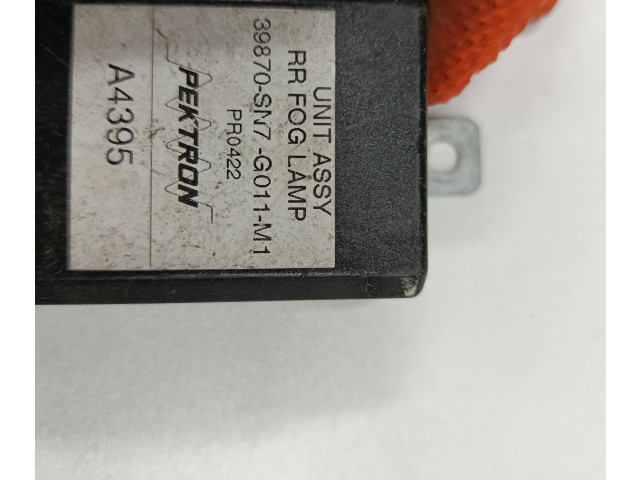 UNIT ASSY
RR FOG LAMP
39870-SN7 -G011-M1
PR0422
PEKTRON
A4395